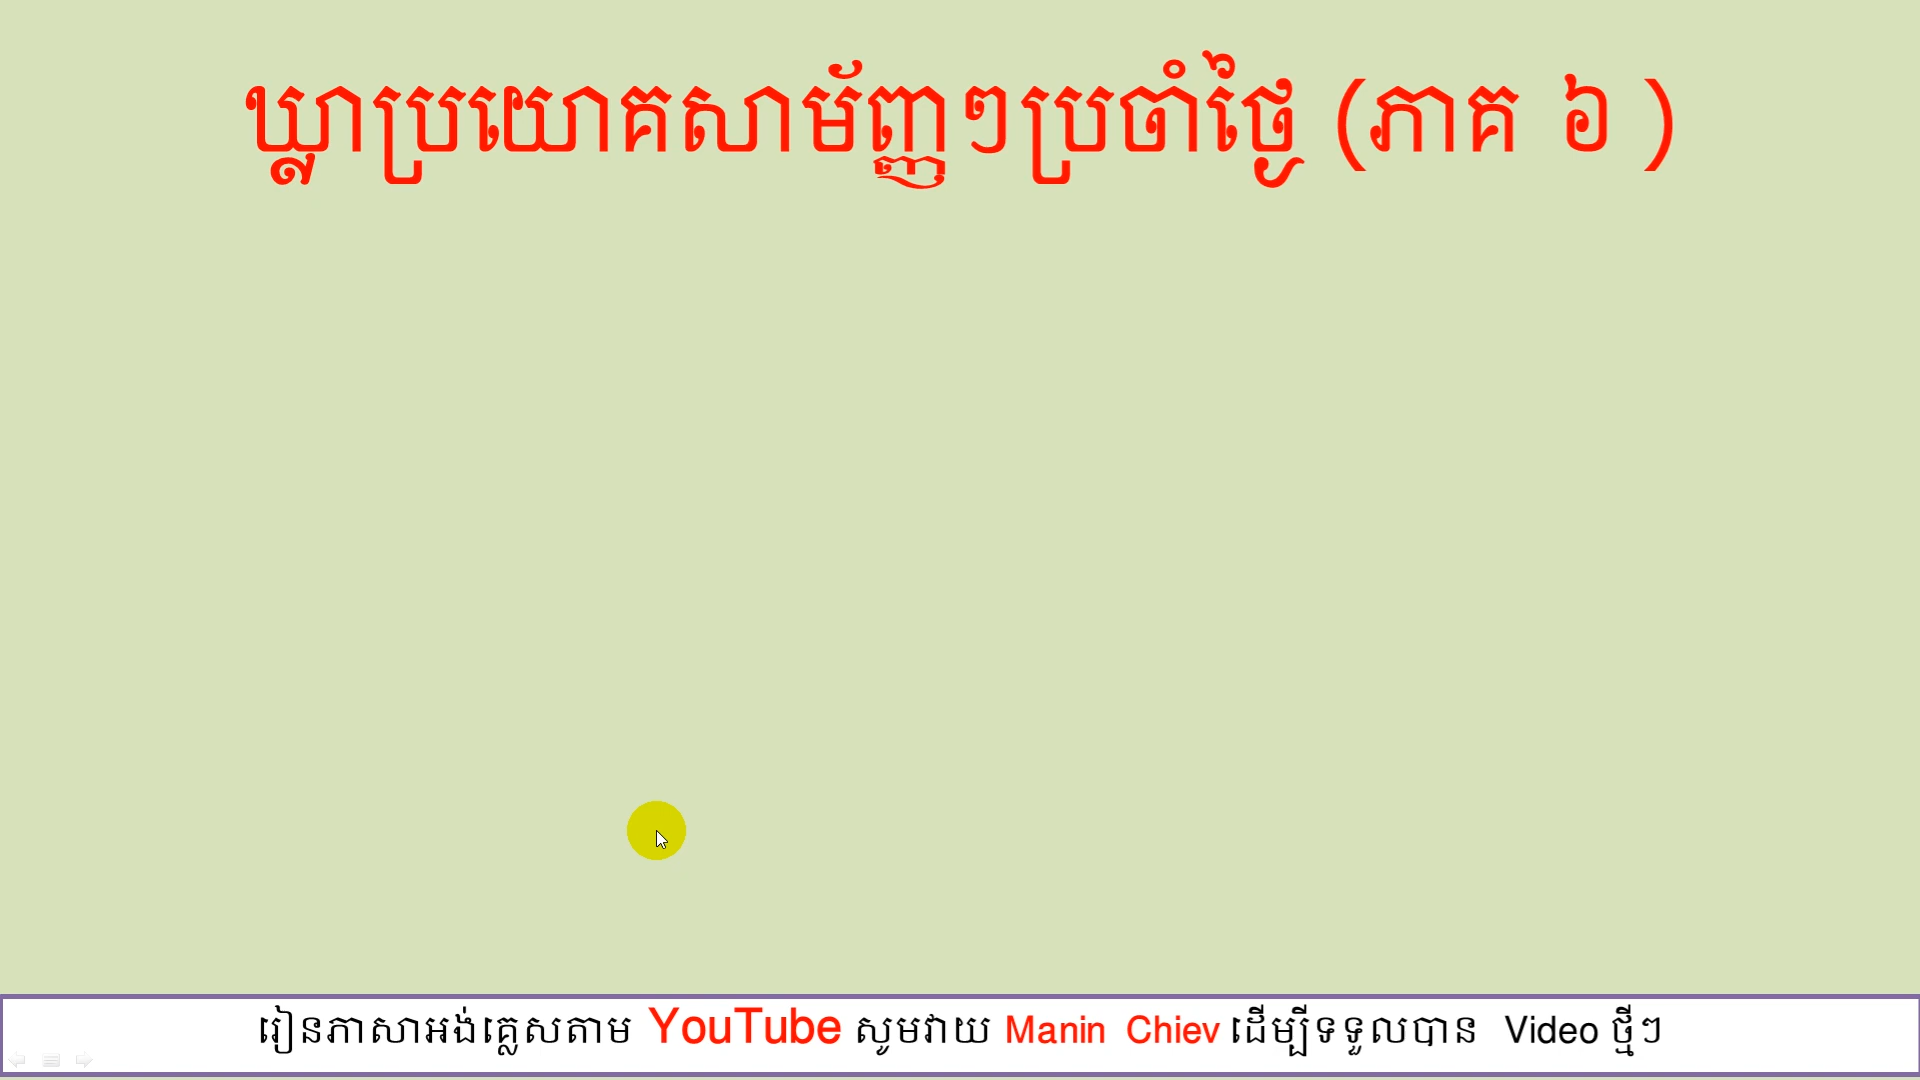 ឃ្លាប្រយោគសាម័ញ្ញៗប្រចាំថ្ងៃ (ភាគ ៦ )
រៀនភាសាអង់គ្លេសតាម YouTube សូមវាយ Manin Chiev ដើម្បីទទួលបាន Video ថ្មីៗ